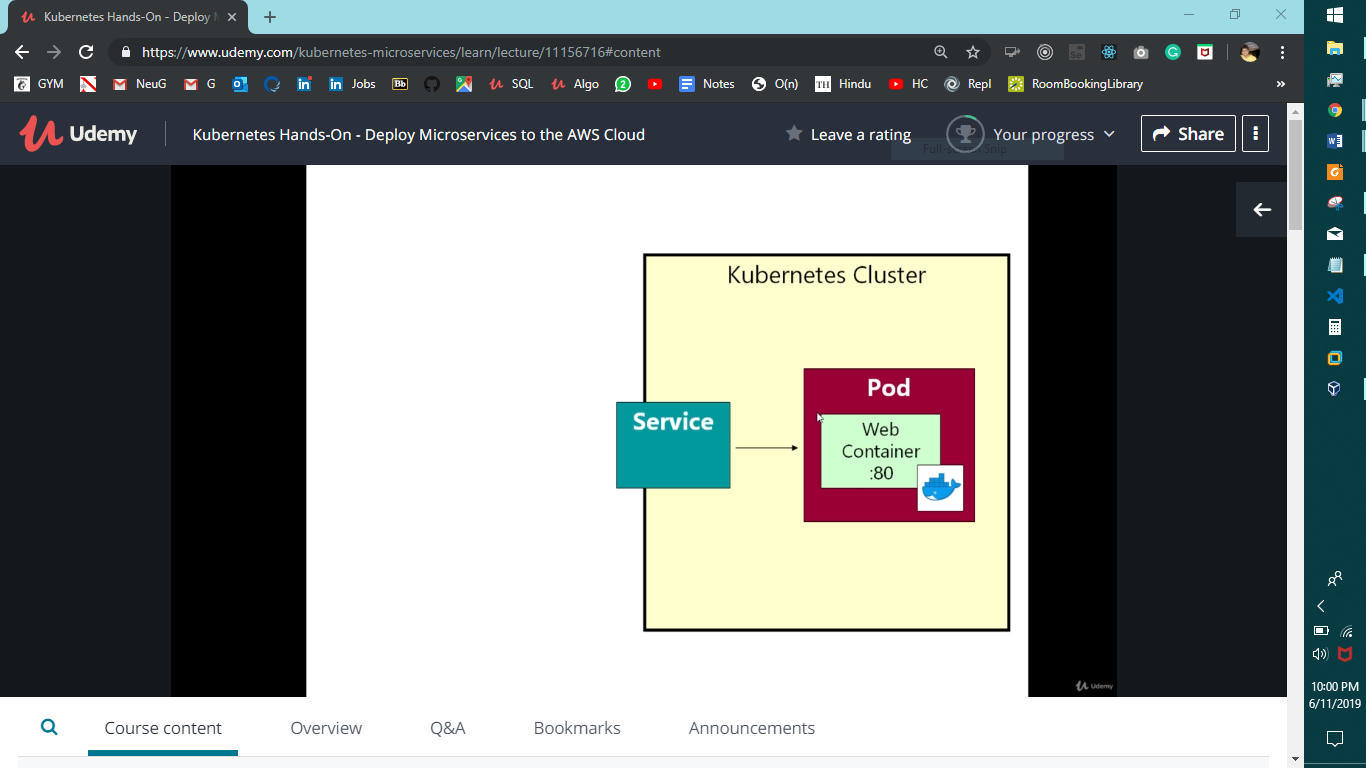 Kubernetes Hands-On - Deploy
https://www.udemy.com/kubernetes-microservices/learn/lecture/11156716#content
GYM
NeuG
G
Jobs
Bb
SQL
Algo
2
Notes
O(n)
TH
Hindu
HC
Repl
RoomBookingLibrary
Udemy
Kubernetes Hands-On - Deploy Microservices to the AWS Cloud
Leave a rating
Your progress
Share
Kubernetes Cluster
Service
Pod
Web
Container
:80
Udemy
10:00 PM
6/11/2019
Course content
Overview
Q&A
Bookmarks
Announcements